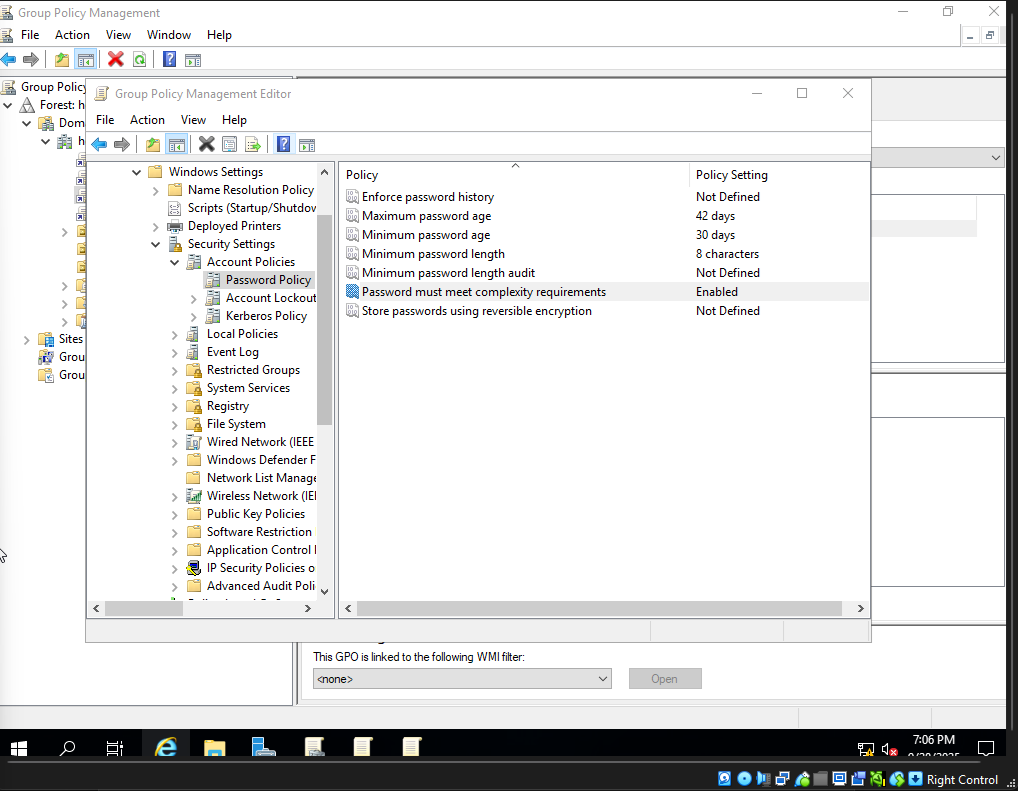 Group Policy Management
File Action View Window Help
Group Policy
Forest: h
Dom
h
Sites
Grou
Grou
Group Policy Management Editor
File Action View Help
Windows Settings
Name Resolution Policy
Scripts (Startup/Shutdow
Deployed Printers
Security Settings
Account Policies
Password Policy
Account Lockout
Kerberos Policy
Local Policies
Event Log
Restricted Groups
System Services
Registry
File System
Wired Network (IEEE
Windows Defender F
Network List Manage
Wireless Network (IEE
Public Key Policies
Software Restriction
Application Control
IP Security Policies o
Advanced Audit Poli
Policy Policy Setting
Enforce password history Not Defined
Maximum password age 42 days
Minimum password age 30 days
Minimum password length 8 characters
Minimum password length audit Not Defined
Password must meet complexity requirements Enabled
Store passwords using reversible encryption Not Defined
This GPO is linked to the following WMI filter:
<none> Open
7:06 PM
Right Control